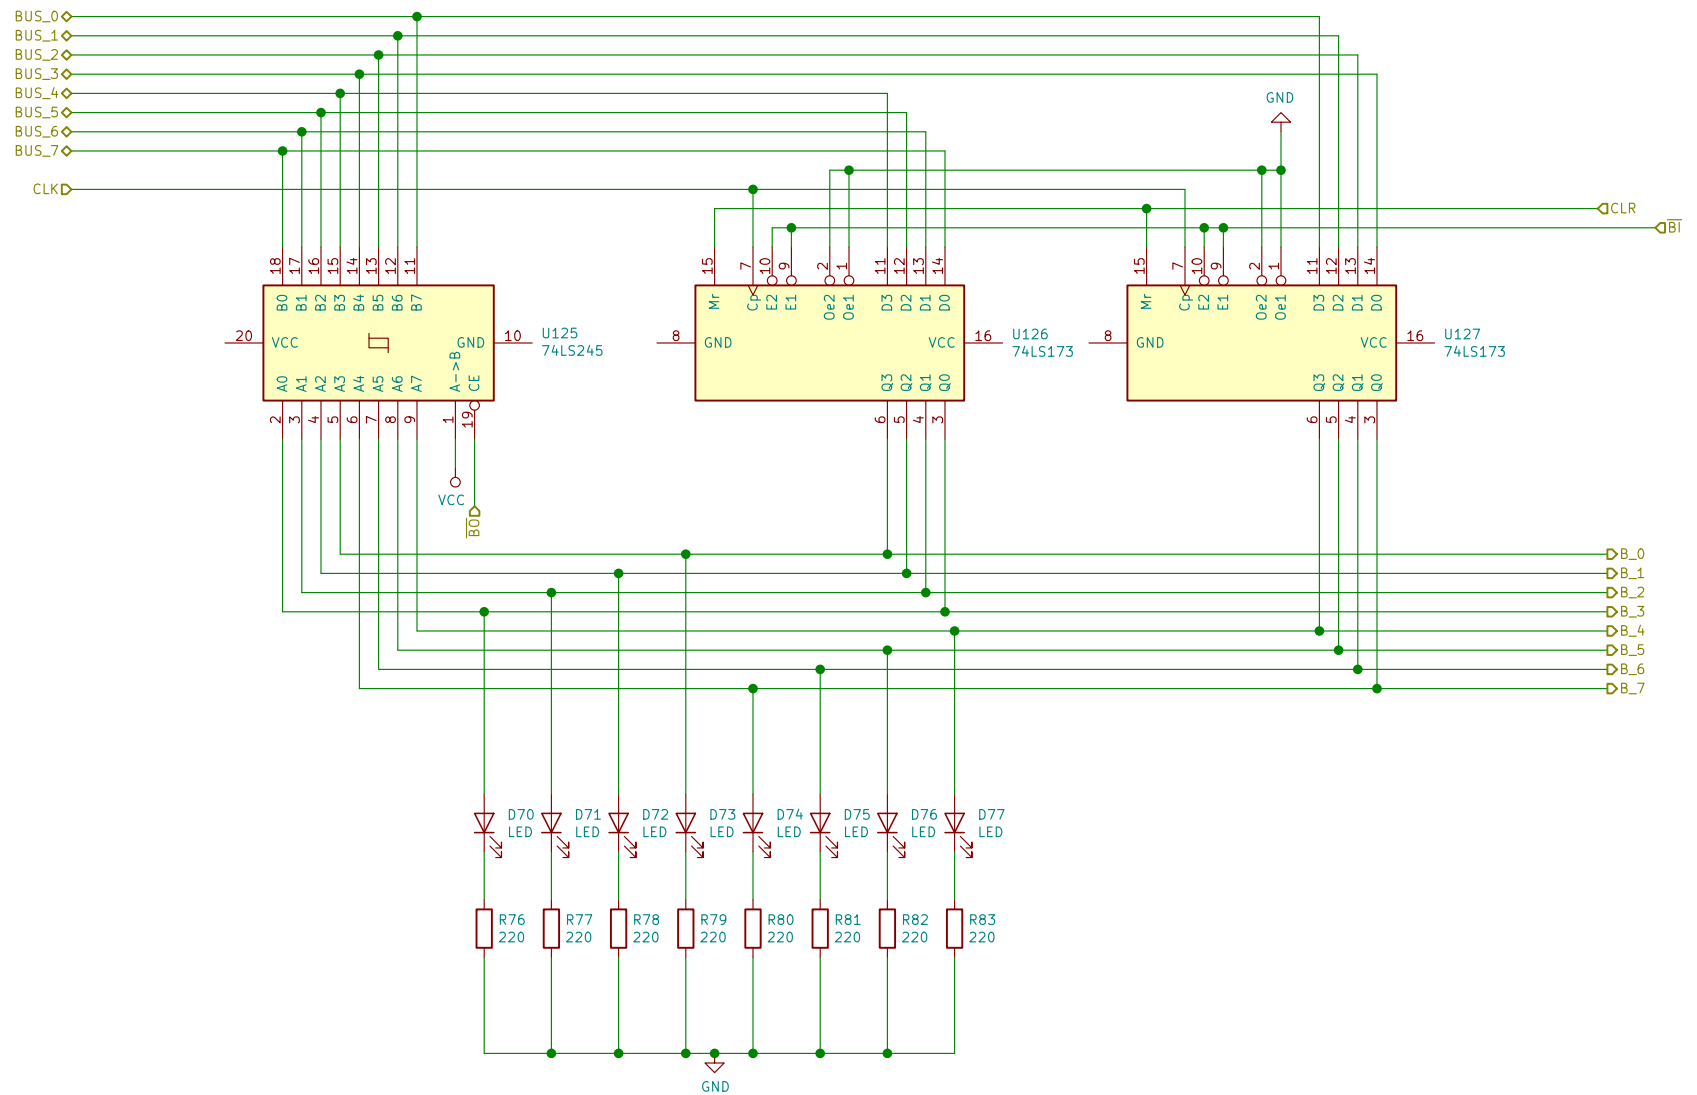 BUS_0
BUS_1
BUS_2
BUS_3
BUS_4
BUS_5
BUS_6
BUS_7
CLK
GND
CLR
BI
18 17 16 15 14 13 12 11
B0 B1 B2 B3 B4 B5 B6 B7
20 VCC GND 10
A0 A1 A2 A3 A4 A5 A6 A7 A->B CE
2 3 4 5 6 7 8 9 1 19
U125
74LS245
VCC
BO
15 7 10 9 2 1 11 12 13 14
Mr Cp E2 E1 Oe2 Oe1 D3 D2 D1 D0
8 GND VCC 16
Q3 Q2 Q1 Q0
6 5 4 3
U126
74LS173
15 7 10 9 2 1 11 12 13 14
Mr Cp E2 E1 Oe2 Oe1 D3 D2 D1 D0
8 GND VCC 16
Q3 Q2 Q1 Q0
6 5 4 3
U127
74LS173
B_0
B_1
B_2
B_3
B_4
B_5
B_6
B_7
D70 D71 D72 D73 D74 D75 D76 D77
LED LED LED LED LED LED LED LED
R76 R77 R78 R79 R80 R81 R82 R83
220 220 220 220 220 220 220 220
GND